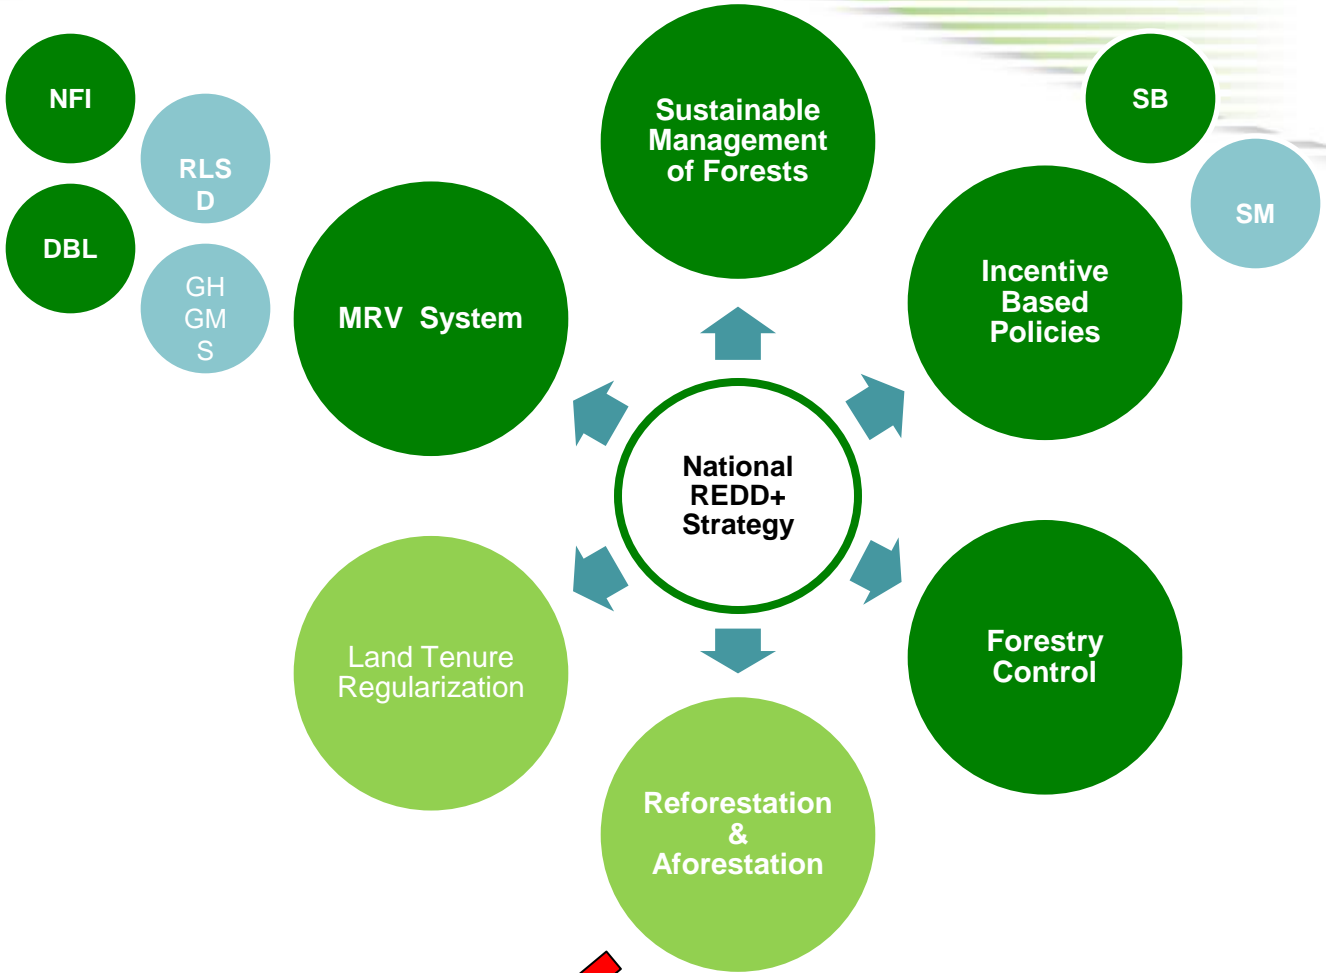 NFI
RLS
D
DBL
GH
GM
S
MRV System
Sustainable
Management
of Forests
SB
SM
Incentive
Based
Policies
National
REDD+
Strategy
Land Tenure
Regularization
Forestry
Control
Reforestation
&
Aforestation